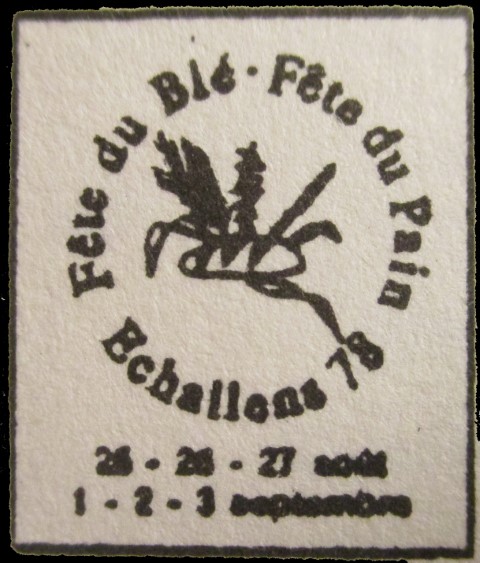 Fête du Blé · Fête du Pain
Echallens 78
25 - 26 - 27 août
1 - 2 - 3 septembre